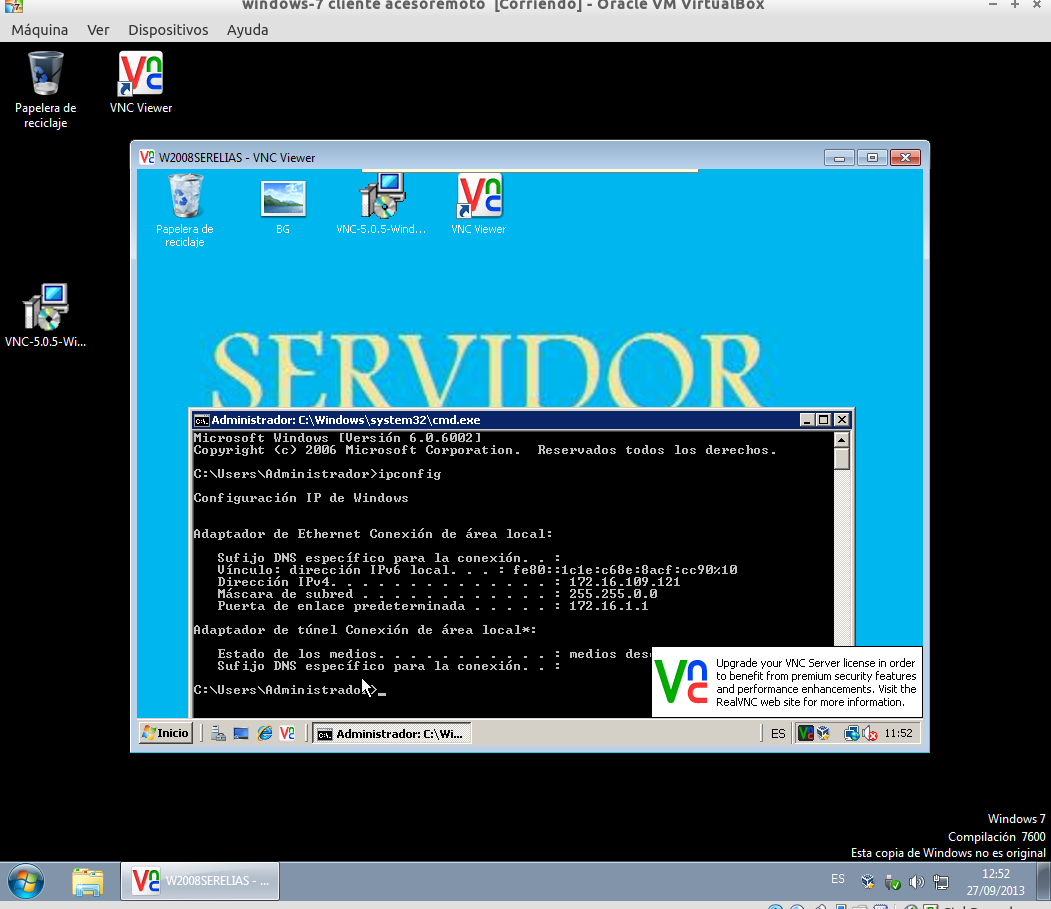 windows-7 cliente acesoremoto [Corriendo] - Oracle VM VirtualBox
Máquina Ver Dispositivos Ayuda
Papelera de
reciclaje
VNC Viewer
VNC-5.0.5-Wi...
W2008SERELIAS - VNC Viewer
Papelera de
reciclaje
BG
VNC-5.0.5-Wind...
VNC Viewer
SERVIDOR
Administrador: C:\Windows\system32\cmd.exe
Microsoft Windows [Versión 6.0.6002]
Copyright (c) 2006 Microsoft Corporation. Reservados todos los derechos.
C:\Users\Administrador>ipconfig
Configuración IP de Windows
Adaptador de Ethernet Conexión de área local:
Sufijo DNS específico para la conexión. . :
Vínculo: dirección IPv6 local. . . : fe80::1c1e:c68e:8acf:cc90%10
Dirección IPv4. . . . . . . . . . . . . . : 172.16.109.121
Máscara de subred . . . . . . . . . . . . : 255.255.0.0
Puerta de enlace predeterminada . . . . . : 172.16.1.1
Adaptador de túnel Conexión de área local*:
Estado de los medios. . . . . . . . . . . : medios
Sufijo DNS específico para la conexión. . :
C:\Users\Administrador>_
Upgrade your VNC Server license in order
to benefit from premium security features
and performance enhancements. Visit the
RealVNC web site for more information.
Inicio
Administrador: C:\Wi...
ES
11:52
Windows 7
Compilación 7600
Esta copia de Windows no es original
W2008SERELIAS - ...
ES
12:52
27/09/2013